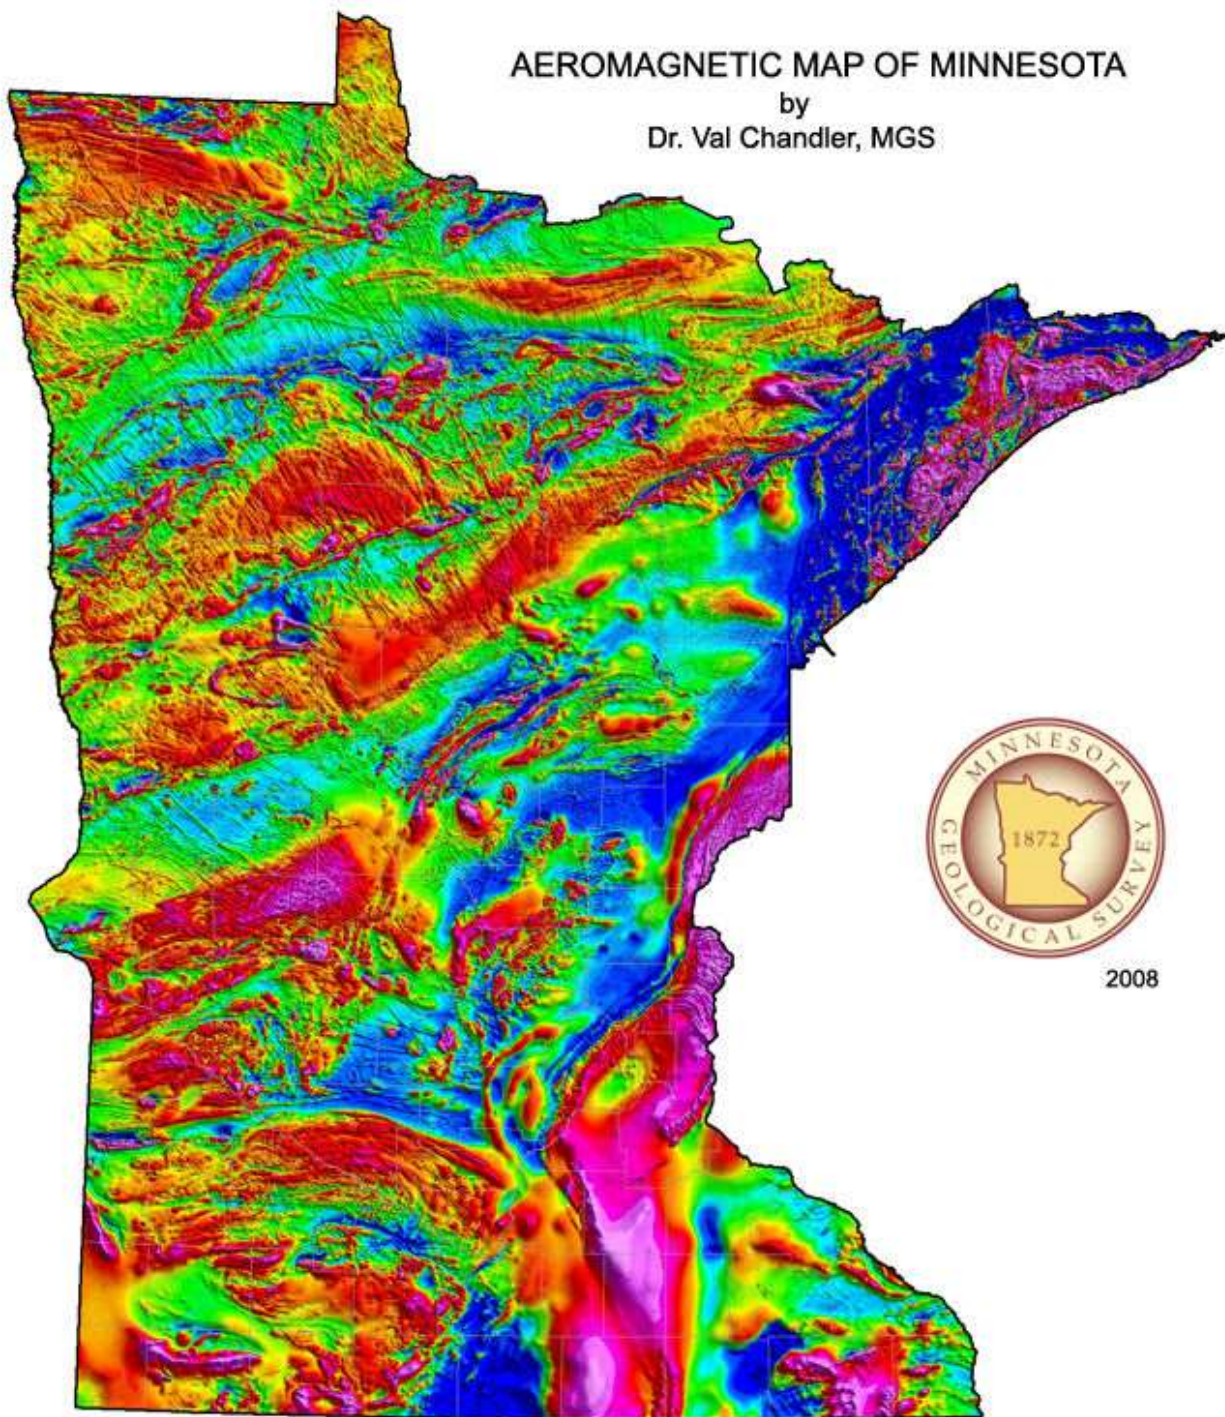 AEROMAGNETIC MAP OF MINNESOTA
by
Dr. Val Chandler, MGS
MINNESOTA
1872
GEOLOGICAL SURVEY
2008